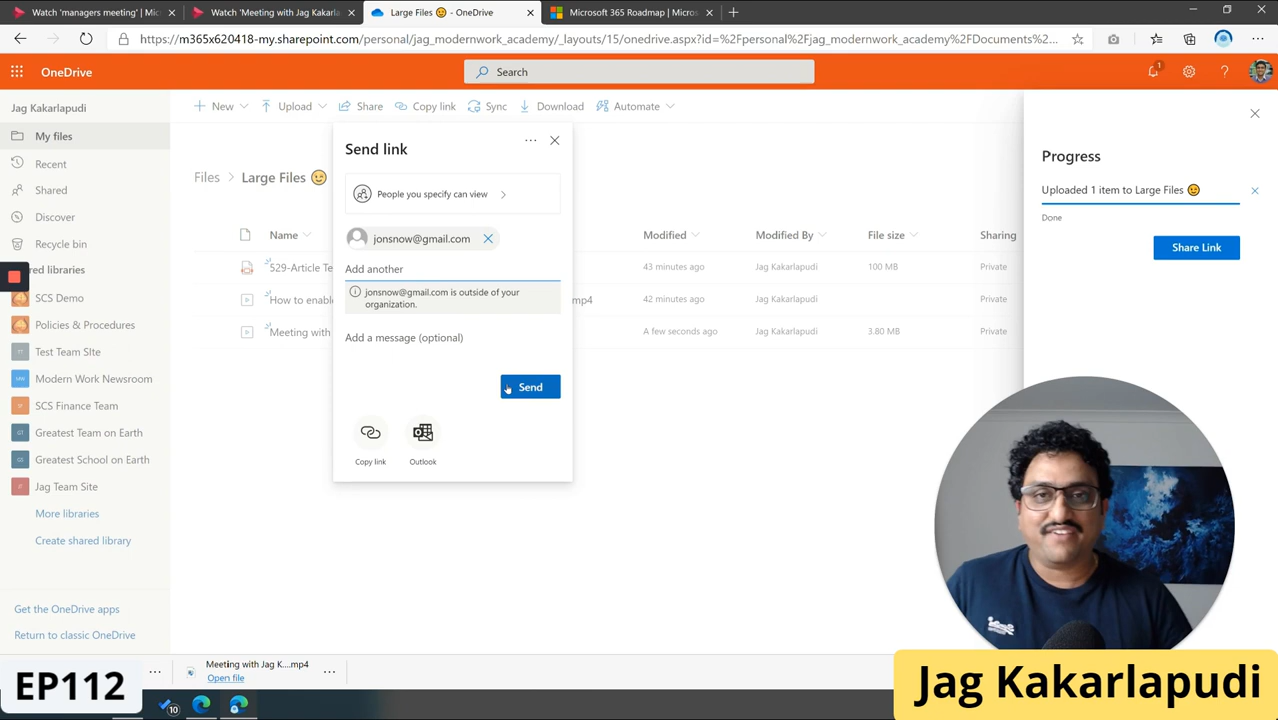 Watch 'managers meeting' | Mic
Watch 'Meeting with Jag Kakarla
Large Files 😉 - OneDrive
Microsoft 365 Roadmap | Micros
https://m365x620418-my.sharepoint.com/personal/jag_modernwork_academy/_layouts/15/onedrive.aspx?id=%2Fpersonal%2Fjag_modernwork_academy%2FDocuments%2...
OneDrive
Search
1
Jag Kakarlapudi
New
Upload
Share
Copy link
Sync
Download
Automate
My files
Recent
Shared
Discover
Recycle bin
red libraries
SCS Demo
Policies & Procedures
Test Team SIte
Modern Work Newsroom
SCS Finance Team
Greatest Team on Earth
Greatest School on Earth
Jag Team Site
More libraries
Create shared library
Get the OneDrive apps
Return to classic OneDrive
Files > Large Files 😉
Name
Modified
Modified By
File size
Sharing
529-Article Te
43 minutes ago
Jag Kakarlapudi
100 MB
Private
How to enabl
mp4
42 minutes ago
Jag Kakarlapudi
Private
Meeting with
A few seconds ago
Jag Kakarlapudi
3.80 MB
Private
Send link
People you specify can view
jonsnow@gmail.com
Add another
jonsnow@gmail.com is outside of your
organization.
Add a message (optional)
Send
Copy link
Outlook
Progress
Uploaded 1 item to Large Files 😉
Done
Share Link
Meeting with Jag K....mp4
Open file
10
EP112
Jag Kakarlapudi